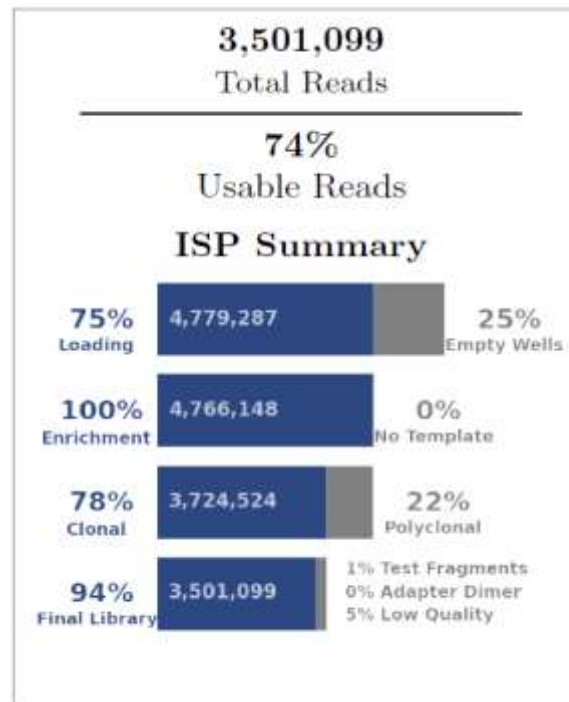 3,501,099
Total Reads
74%
Usable Reads
ISP Summary
75% 4,779,287 25%
Loading Empty Wells
100% 4,766,148 0%
Enrichment No Template
78% 3,724,524 22%
Clonal Polyclonal
94% 3,501,099 1% Test Fragments
0% Adapter Dimer
Final Library 5% Low Quality